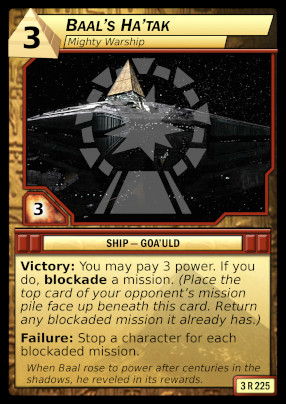 3
BAAL'S HA'TAK
Mighty Warship
3
SHIP – GOA'ULD
Victory: You may pay 3 power. If you
do, blockade a mission. (Place the
top card of your opponent's mission
pile face up beneath this card. Return
any blockaded mission it already has.)
Failure: Stop a character for each
blockaded mission.
When Baal rose to power after centuries in the
shadows, he reveled in its rewards.
3 R 225